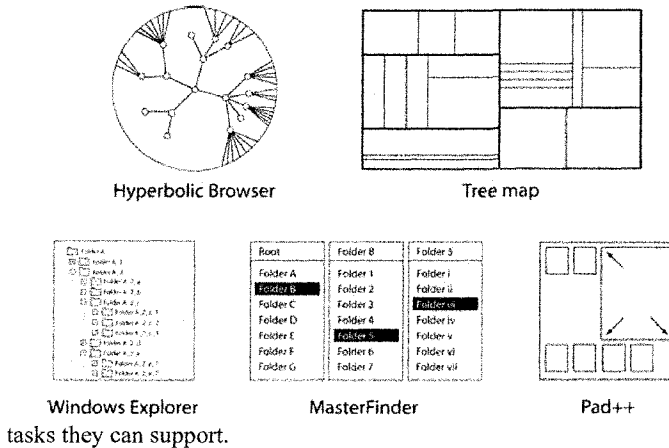 Hyperbolic Browser
Tree map
Folder A
Root
Folder A
Folder B
Folder C
Folder D
Folder E
Folder F
Folder G
Folder B
Folder 1
Folder 2
Folder 3
Folder 4
Folder 5
Folder 6
Folder 7
Folder 5
Folder i
Folder ii
Folder iv
Folder v
Folder vi
Folder vii
Windows Explorer
MasterFinder
Pad++
tasks they can support.